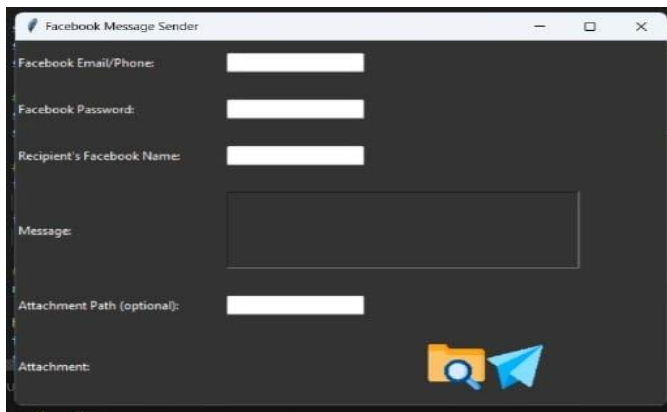 Facebook Message Sender
Facebook Email/Phone:
Facebook Password:
Recipient's Facebook Name:
Message:
Attachment Path (optional):
Attachment: